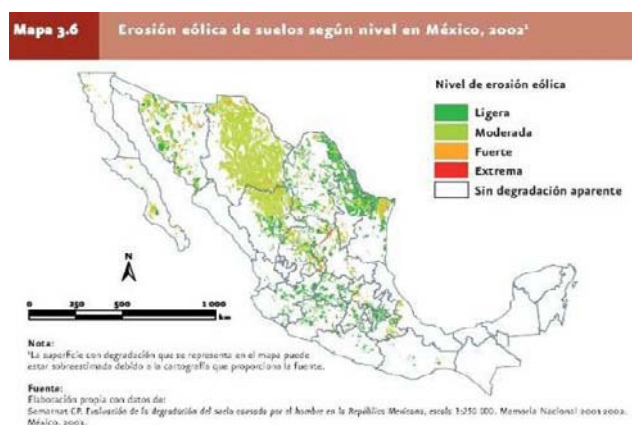 Mapa 3.6
Erosión eólica de suelos según nivel en México, 2002¹
Nivel de erosión eólica
Ligera
Moderada
Fuerte
Extrema
Sin degradación aparente
N
0 250 500 1 000
km
Nota:
¹La superficie con degradación que se representa en el mapa puede
estar sobreestimado debido a la cartografía que proporciona la fuente.
Fuente:
Elaboración propia con datos de:
Semarnat CP. Evaluación de la degradación del suelo causada por el hombre en la República Mexicana, escala 1:250 000. Memoria Nacional 2001 2002.
México, 2003.